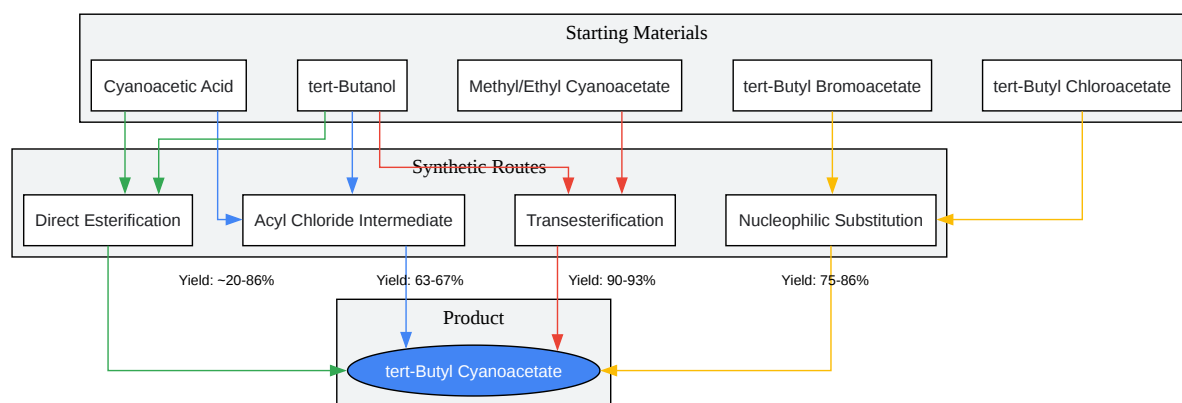 Starting Materials
Cyanoacetic Acid
tert-Butanol
Methyl/Ethyl Cyanoacetate
tert-Butyl Bromoacetate
tert-Butyl Chloroacetate
Synthetic Routes
Direct Esterification
Acyl Chloride Intermediate
Transesterification
Nucleophilic Substitution
Yield: ~20-86%
Yield: 63-67%
Yield: 90-93%
Yield: 75-86%
Product
tert-Butyl Cyanoacetate